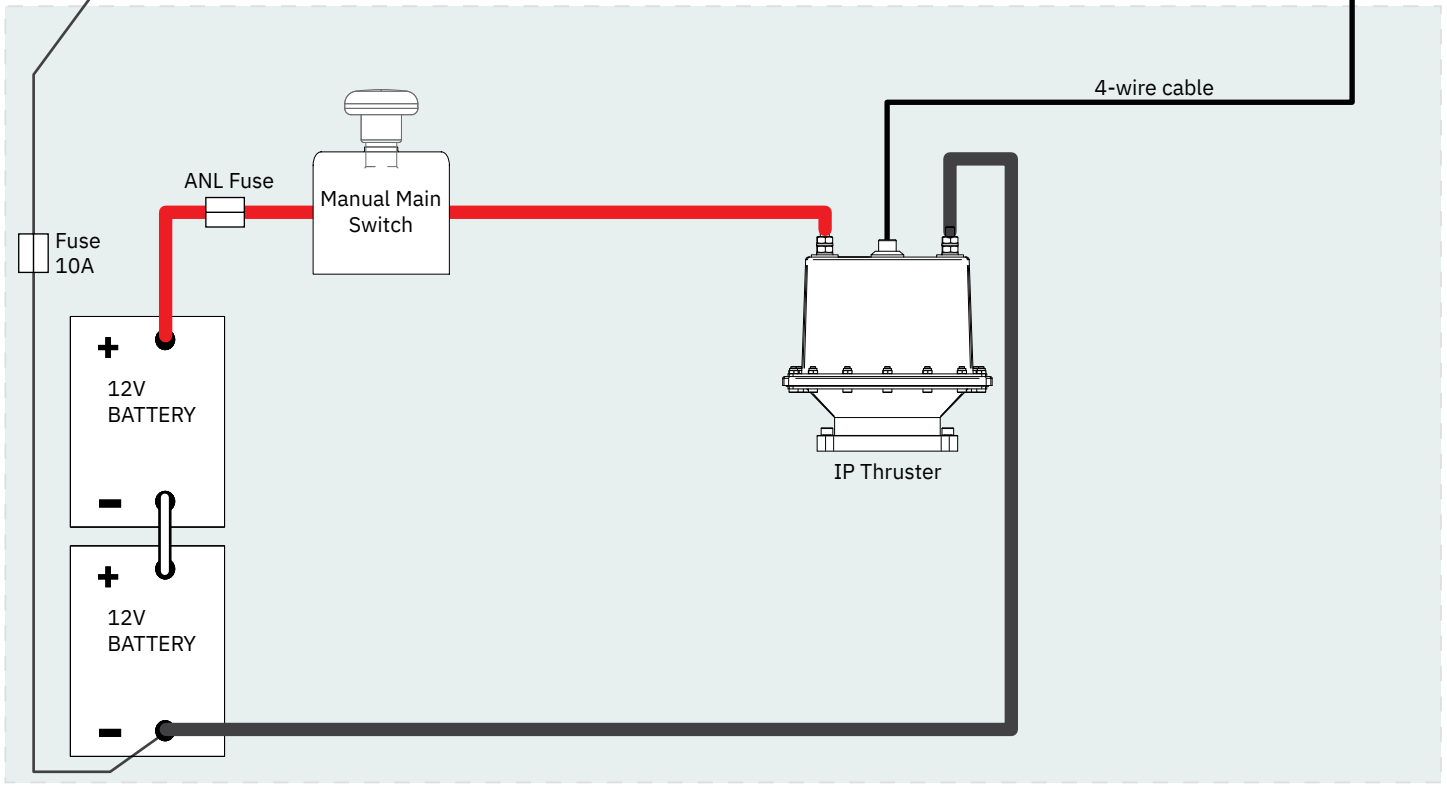 4-wire cable
ANL Fuse
Manual Main
Switch
Fuse
10A
+
12V
BATTERY
-
IP Thruster
+
12V
BATTERY
-